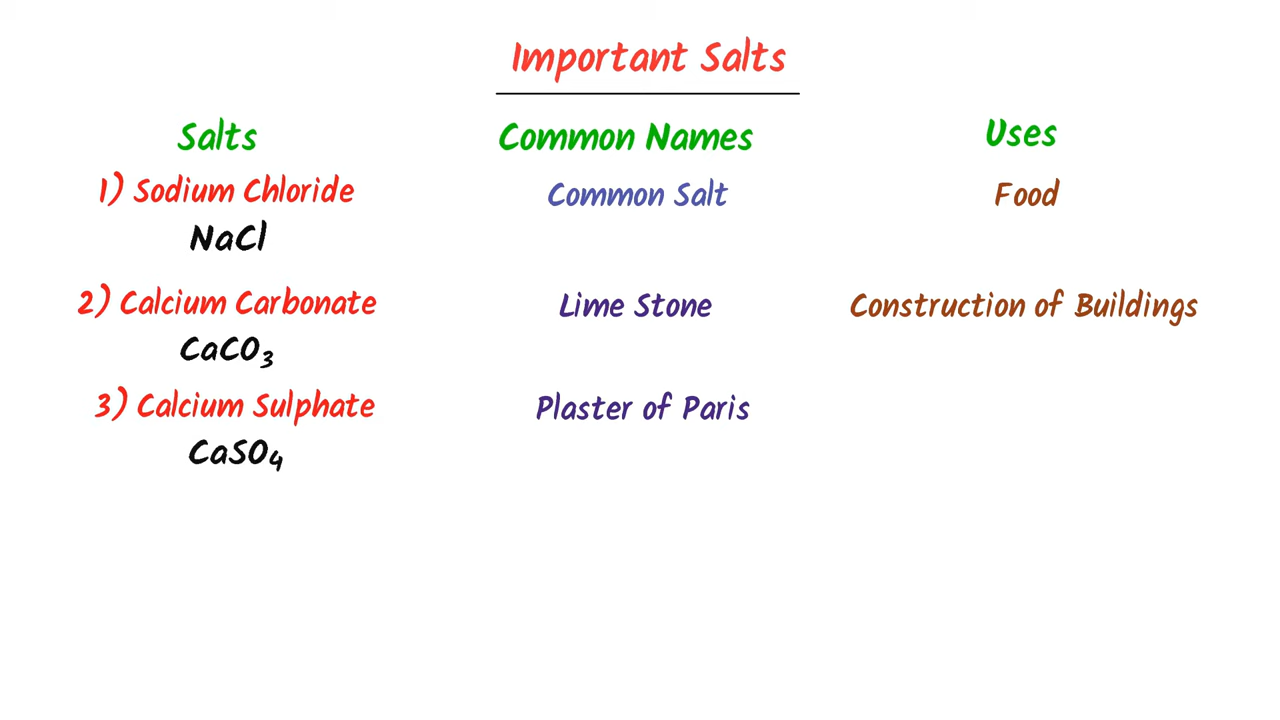 Important Salts
Salts Common Names Uses
1) Sodium Chloride Common Salt Food
NaCl
2) Calcium Carbonate Lime Stone Construction of Buildings
CaCO₃
3) Calcium Sulphate Plaster of Paris
CaSO₄